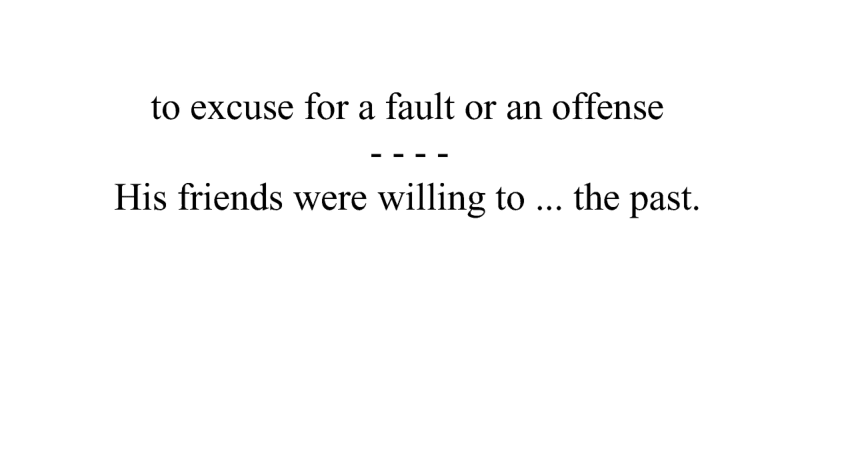 to excuse for a fault or an offense
- - - -
His friends were willing to ... the past.